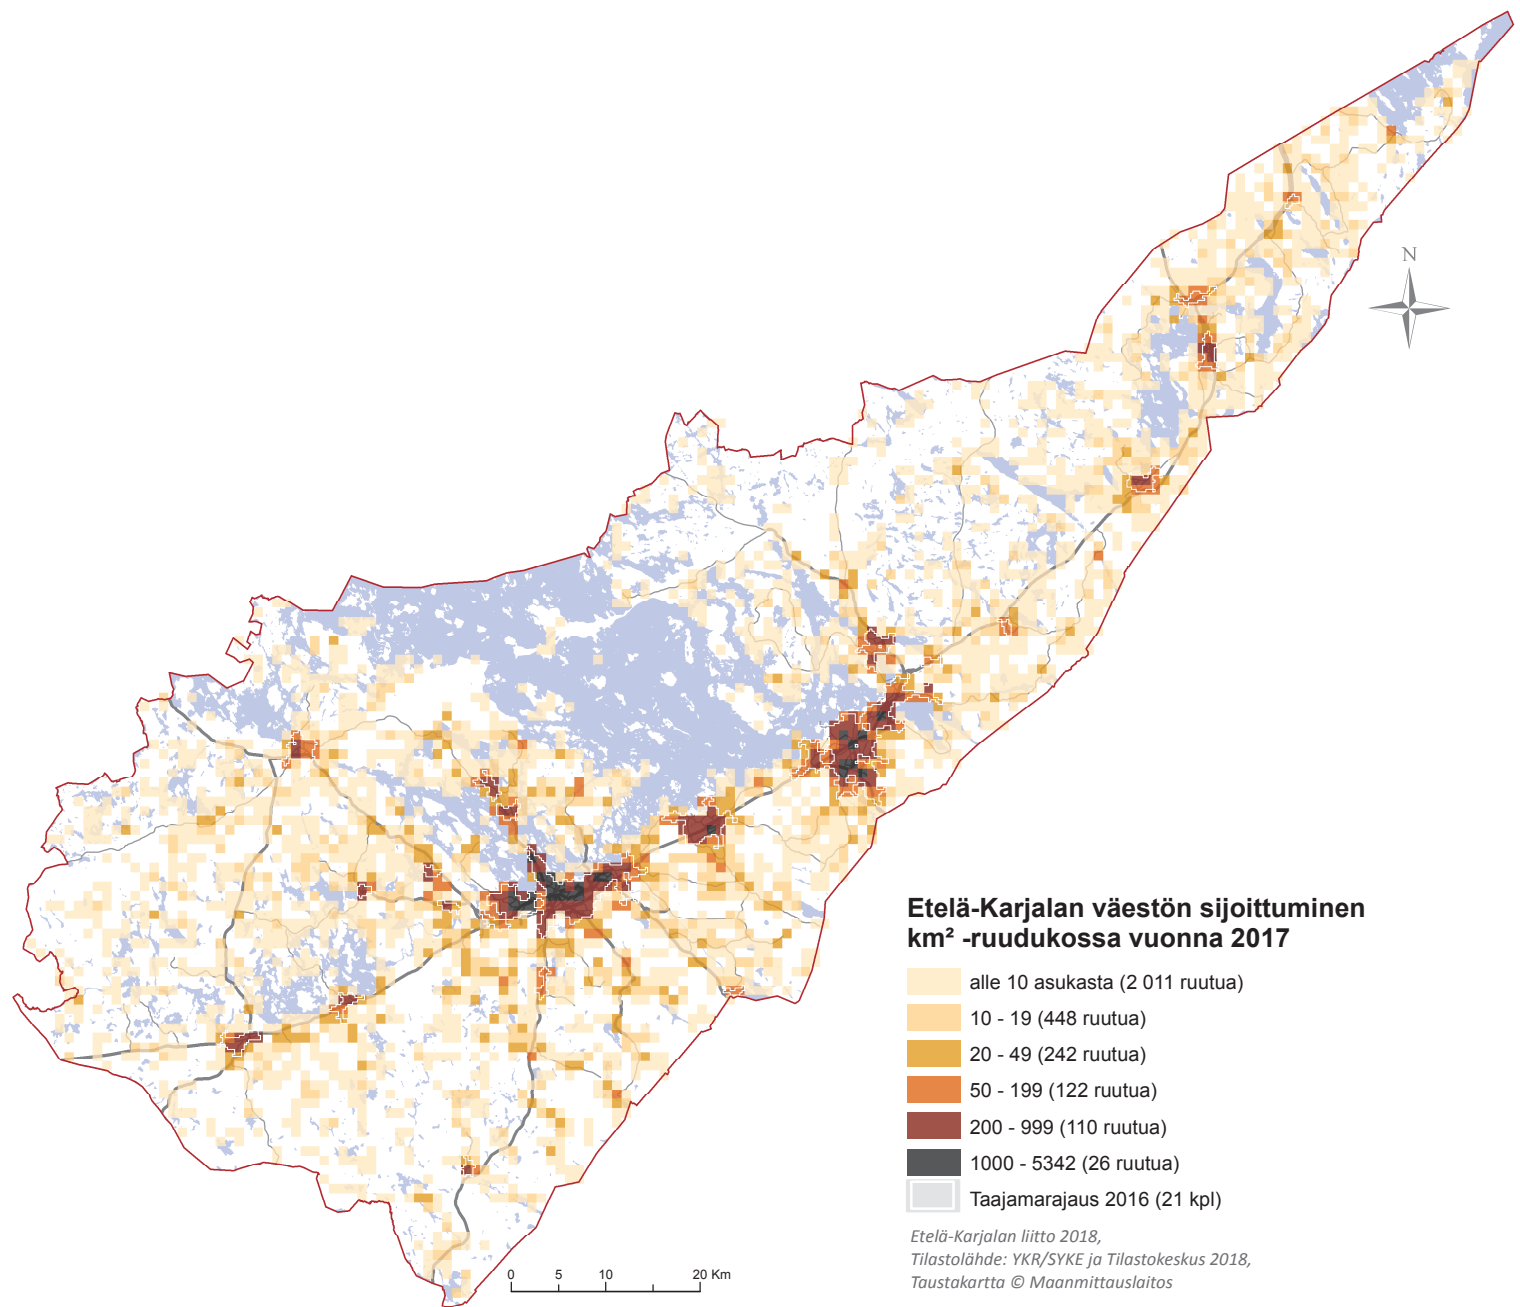 N
Etelä-Karjalan väestön sijoittuminen
km² -ruudukossa vuonna 2017
alle 10 asukasta (2 011 ruutua)
10 - 19 (448 ruutua)
20 - 49 (242 ruutua)
50 - 199 (122 ruutua)
200 - 999 (110 ruutua)
1000 - 5342 (26 ruutua)
Taajamarajaus 2016 (21 kpl)
Etelä-Karjalan liitto 2018,
Tilastolähde: YKR/SYKE ja Tilastokeskus 2018,
Taustakartta © Maanmittauslaitos
0 5 10 20 Km